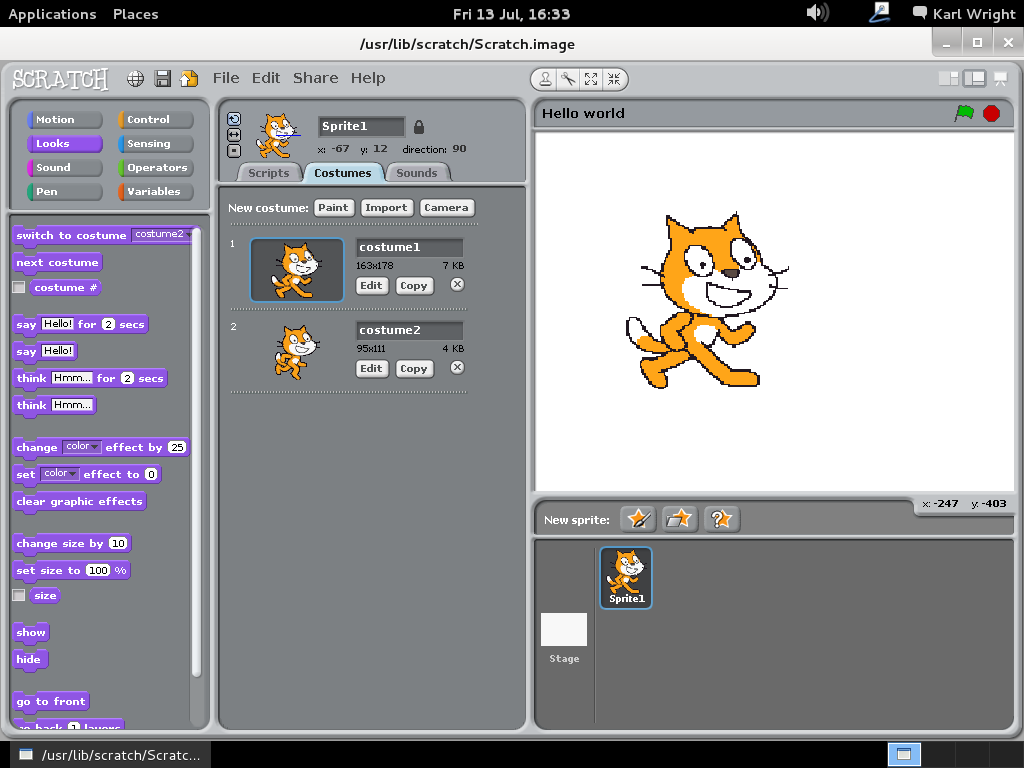 Applications Places Fri 13 Jul, 16:33 Karl Wright
/usr/lib/scratch/Scratch.image
SCRATCH File Edit Share Help
Motion Control
Looks Sensing
Sound Operators
Pen Variables
switch to costume costume2
next costume
costume #
say Hello! for 2 secs
say Hello!
think Hmm... for 2 secs
think Hmm...
change color effect by 25
set color effect to 0
clear graphic effects
change size by 10
set size to 100 %
size
show
hide
go to front
go back 1 layers
Sprite1
x: -67 y: 12 direction: 90
Scripts Costumes Sounds
New costume: Paint Import Camera
1 costume1
163x178 7 KB
Edit Copy
2 costume2
95x111 4 KB
Edit Copy
Hello world
x: -247 y: -403
New sprite:
Sprite1
Stage
/usr/lib/scratch/Scratc...